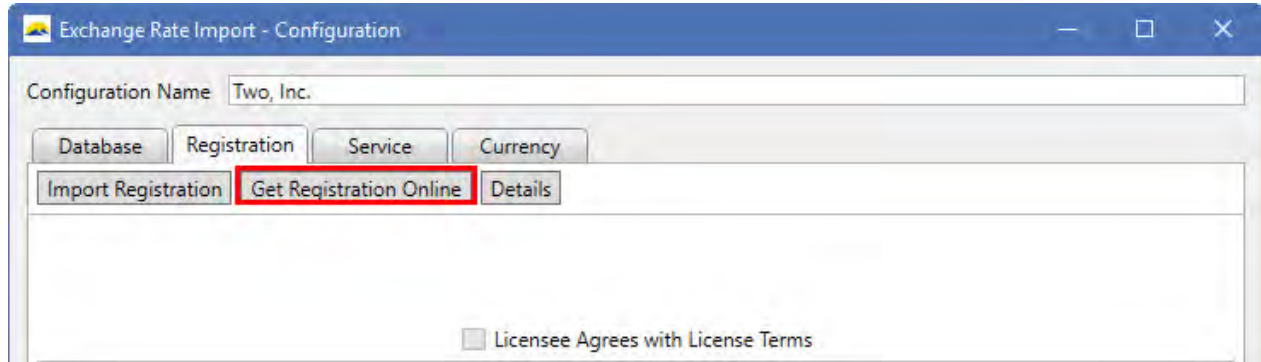 Exchange Rate Import - Configuration
Configuration Name Two, Inc.
Database Registration Service Currency
Import Registration Get Registration Online Details
Licensee Agrees with License Terms